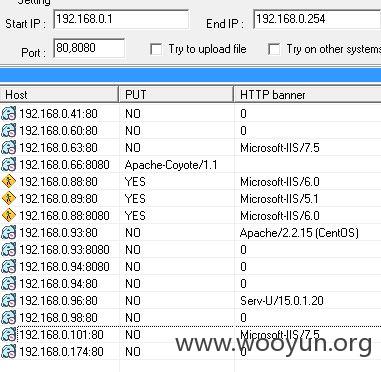 Setting
Start IP : 192.168.0.1 End IP : 192.168.0.254
Port : 80,8080 Try to upload file Try on other systems
Host PUT HTTP banner
192.168.0.41:80 NO 0
192.168.0.60:80 NO 0
192.168.0.63:80 NO Microsoft-IIS/7.5
192.168.0.66:8080 Apache-Coyote/1.1
192.168.0.88:80 YES Microsoft-IIS/6.0
192.168.0.89:80 YES Microsoft-IIS/5.1
192.168.0.88:8080 YES Microsoft-IIS/6.0
192.168.0.93:80 NO Apache/2.2.15 (CentOS)
192.168.0.93:8080 NO 0
192.168.0.94:8080 NO 0
192.168.0.94:80 NO 0
192.168.0.96:80 NO Serv-U/15.0.1.20
192.168.0.98:80 NO 0
192.168.0.101:80 NO Microsoft-IIS/7.5
192.168.0.174:80 NO 0
www.wooyun.org